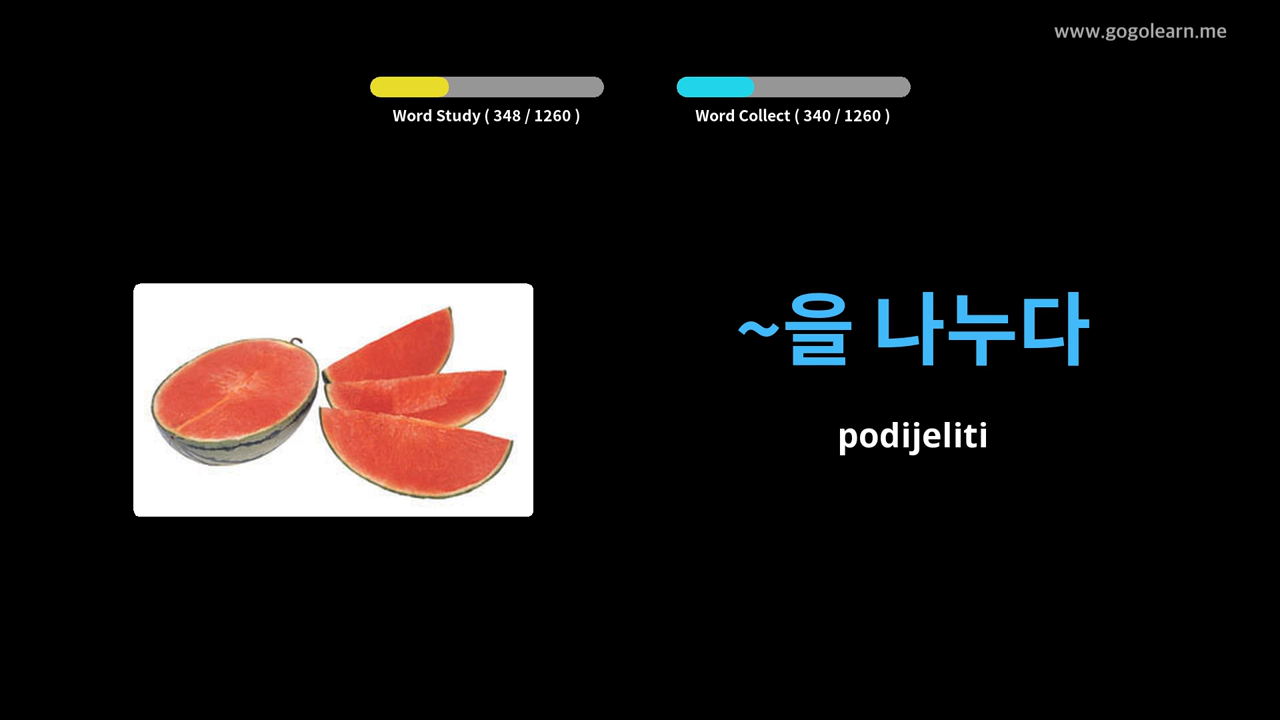 www.gogolearn.me
Word Study ( 348 / 1260 )
Word Collect ( 340 / 1260 )
~을 나누다
podijeliti